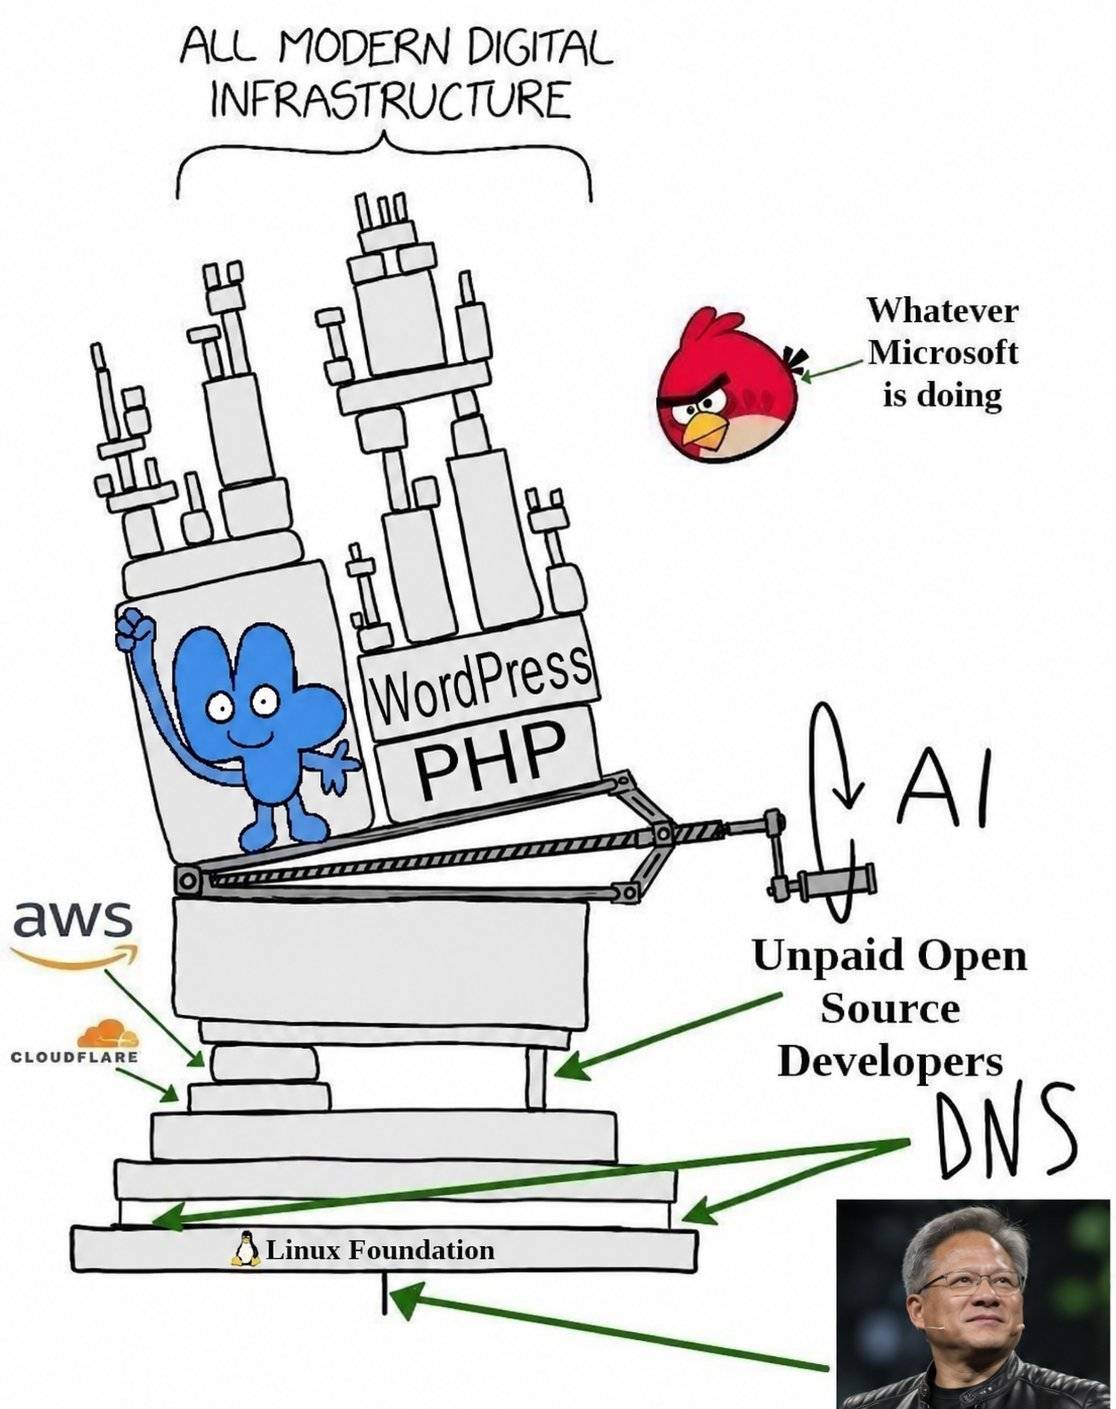 ALL MODERN DIGITAL
INFRASTRUCTURE
Whatever
Microsoft
is doing
WordPress
PHP
AI
aws
CLOUDFLARE
Unpaid Open
Source
Developers
DNS
Linux Foundation